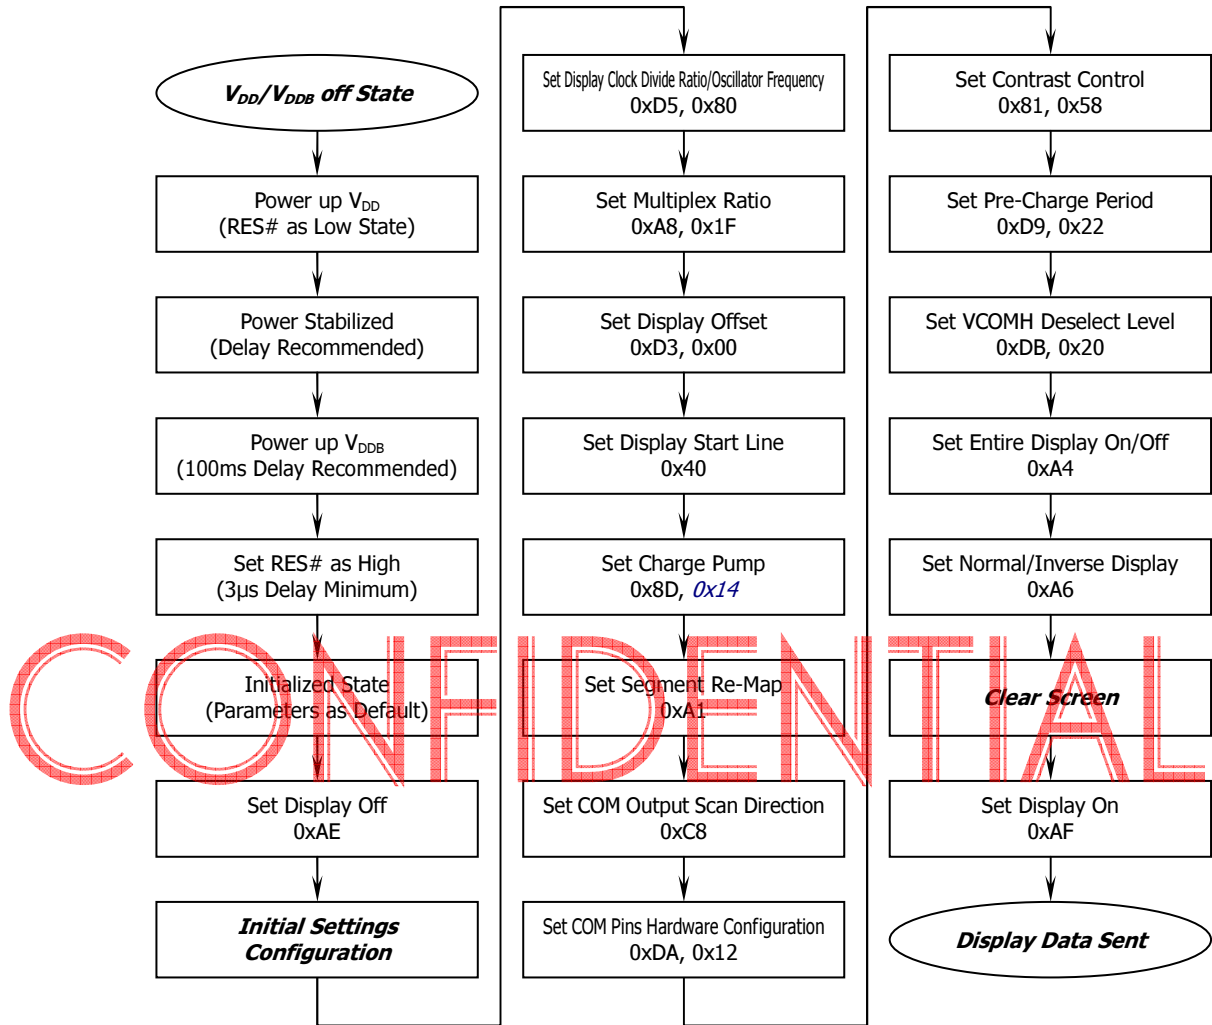 V_DD/V_DDB off State
Power up V_DD
(RES# as Low State)
Power Stabilized
(Delay Recommended)
Power up V_DDB
(100ms Delay Recommended)
Set RES# as High
(3μs Delay Minimum)
Initialized State
(Parameters as Default)
Set Display Off
0xAE
Initial Settings
Configuration
Set Display Clock Divide Ratio/Oscillator Frequency
0xD5, 0x80
Set Multiplex Ratio
0xA8, 0x1F
Set Display Offset
0xD3, 0x00
Set Display Start Line
0x40
Set Charge Pump
0x8D, 0x14
Set Segment Re-Map
0xA1
Set COM Output Scan Direction
0xC8
Set COM Pins Hardware Configuration
0xDA, 0x12
Set Contrast Control
0x81, 0x58
Set Pre-Charge Period
0xD9, 0x22
Set VCOMH Deselect Level
0xDB, 0x20
Set Entire Display On/Off
0xA4
Set Normal/Inverse Display
0xA6
Clear Screen
Set Display On
0xAF
Display Data Sent
CONFIDENTIAL